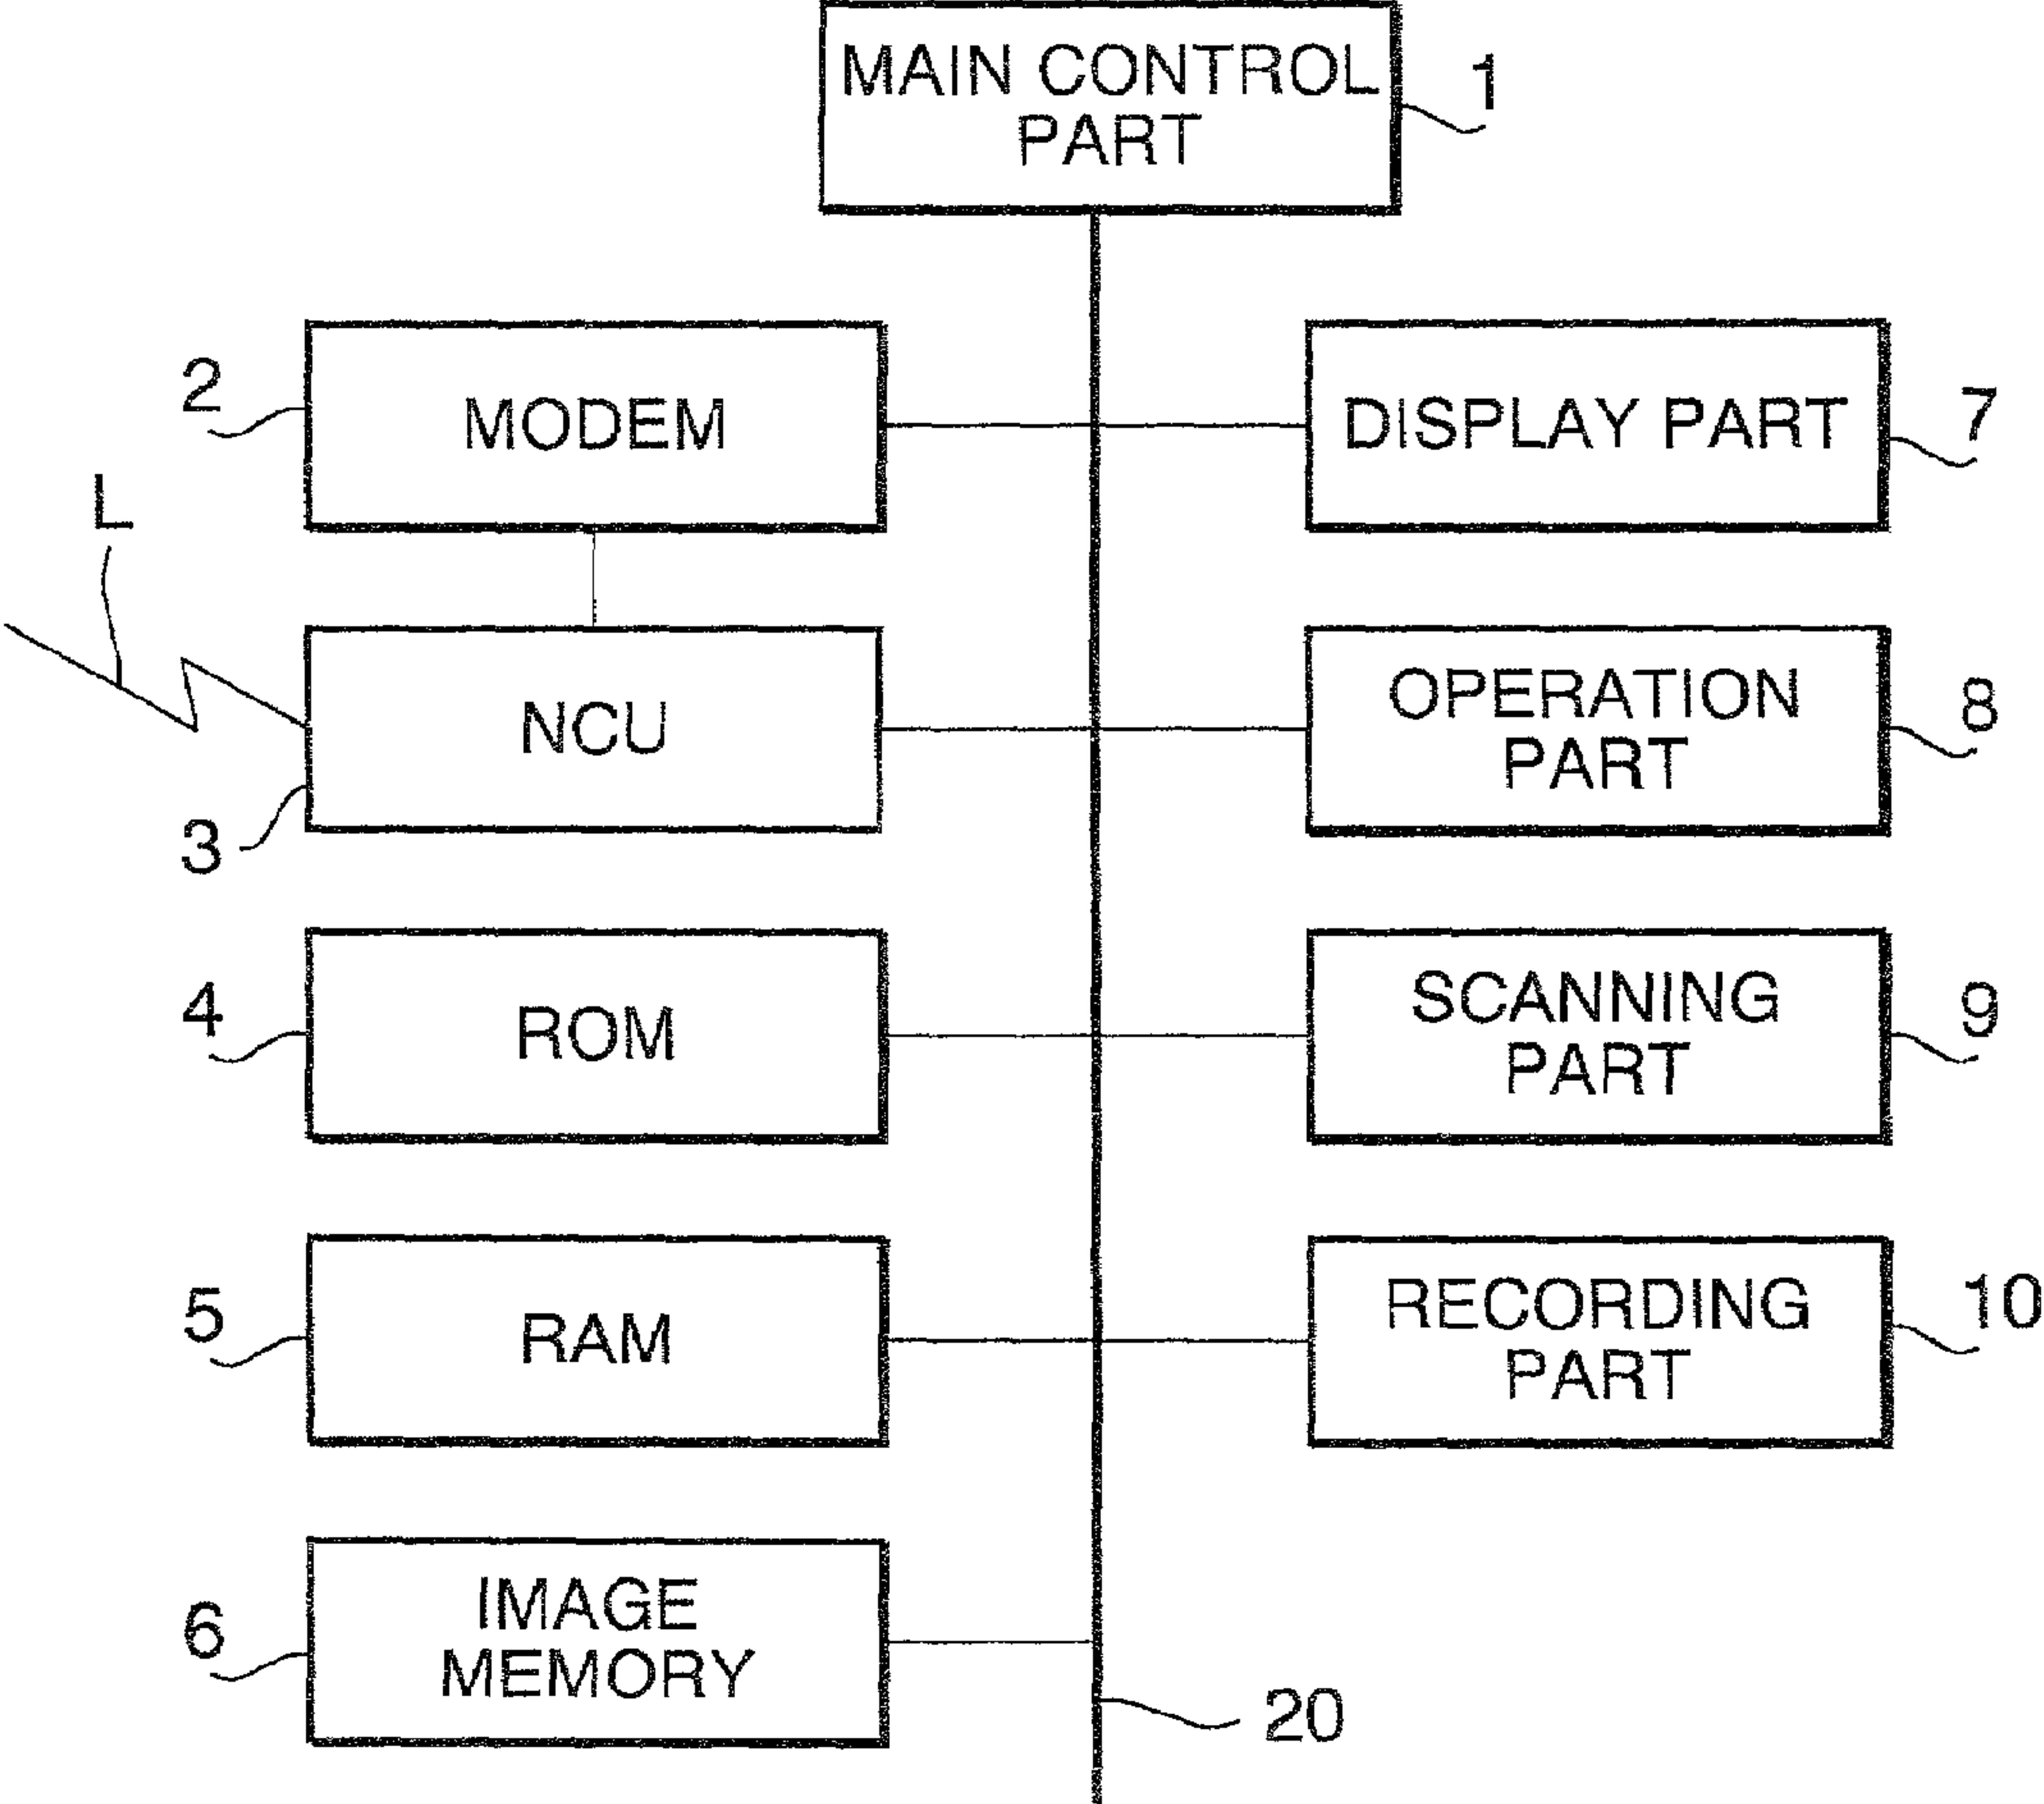 MAIN CONTROL
PART
1
2
MODEM
DISPLAY PART
7
L
NCU
3
OPERATION
PART
8
4
ROM
SCANNING
PART
9
5
RAM
RECORDING
PART
10
6
IMAGE
MEMORY
20